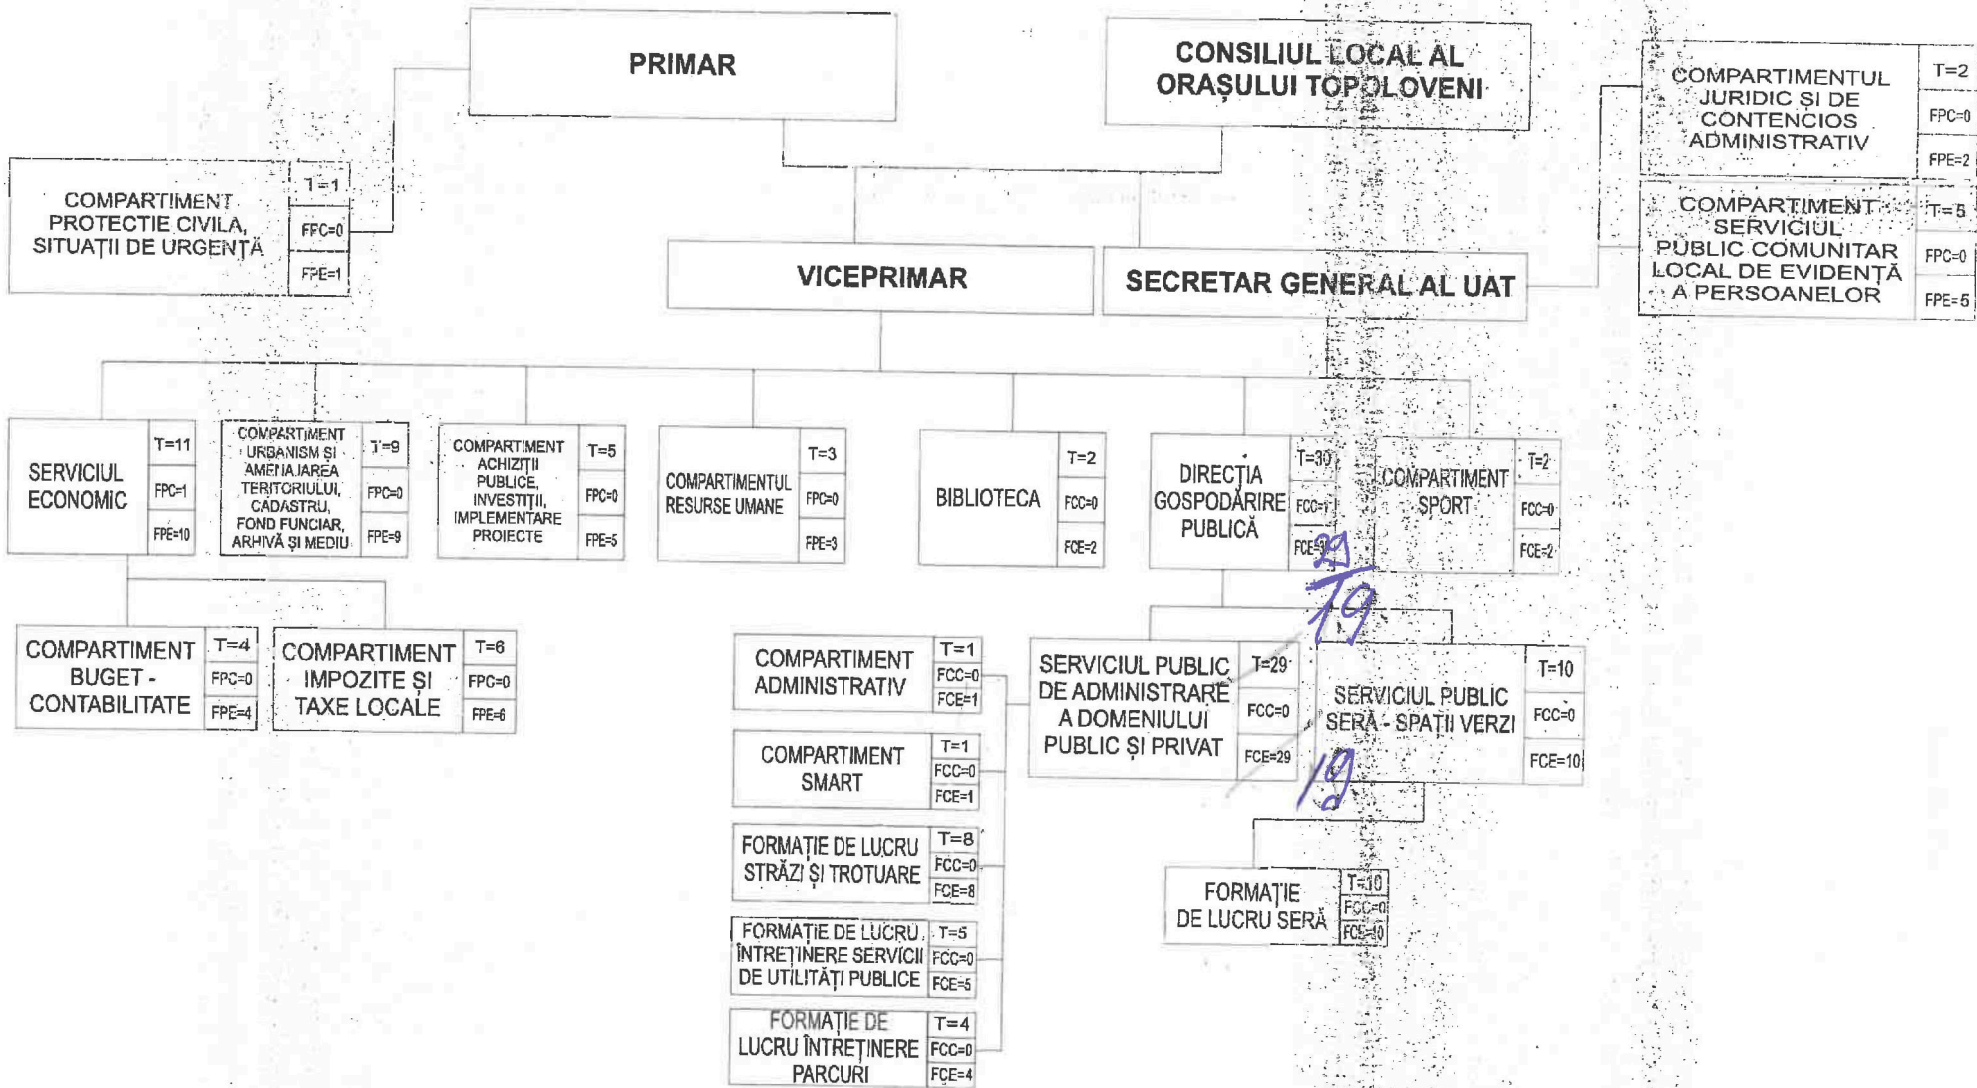 PRIMAR
CONSILIUL LOCAL AL
ORAȘULUI TOPOLOVENI
COMPARTIMENTUL
JURIDIC ȘI DE
CONTENCIOS
ADMINISTRATIV
T=2
FPC=0
FPE=2
COMPARTIMENT
PROTECTIE CIVILA,
SITUAȚII DE URGENȚĂ
T=1
FPC=0
FPE=1
COMPARTIMENT
SERVICIUL
PUBLIC COMUNITAR
LOCAL DE EVIDENȚĂ
A PERSOANELOR
T=5
FPC=0
FPE=5
VICEPRIMAR
SECRETAR GENERAL AL UAT
SERVICIUL
ECONOMIC
T=11
FPC=1
FPE=10
COMPARTIMENT
URBANISM ȘI
AMENAJAREA
TERITORIULUI,
CADASTRU,
FOND FUNCIAR,
ARHIVĂ ȘI MEDIU
T=9
FPC=0
FPE=9
COMPARTIMENT
ACHIZIȚII
PUBLICE,
INVESTIȚII,
IMPLEMENTARE
PROIECTE
T=5
FPC=0
FPE=5
COMPARTIMENTUL
RESURSE UMANE
T=3
FPC=0
FPE=3
BIBLIOTECA
T=2
FCC=0
FCE=2
DIRECȚIA
GOSPODĂRIRE
PUBLICĂ
T=30
FCC=1
29
19
COMPARTIMENT
SPORT
T=2
FCC=0
FCE=2
COMPARTIMENT
BUGET -
CONTABILITATE
T=4
FPC=0
FPE=4
COMPARTIMENT
IMPOZITE ȘI
TAXE LOCALE
T=6
FPC=0
FPE=6
COMPARTIMENT
ADMINISTRATIV
T=1
FCC=0
FCE=1
SERVICIUL PUBLIC
DE ADMINISTRARE
A DOMENIULUI
PUBLIC ȘI PRIVAT
T=29
FCC=0
FCE=29
19
SERVICIUL PUBLIC
SERĂ - SPAȚII VERZI
T=10
FCC=0
FCE=10
COMPARTIMENT
SMART
T=1
FCC=0
FCE=1
FORMAȚIE DE LUCRU
STRĂZI ȘI TROTUARE
T=8
FCC=0
FCE=8
FORMAȚIE
DE LUCRU SERĂ
T=10
FCC=0
FCE=10
FORMAȚIE DE LUCRU
ÎNTREȚINERE SERVICII
DE UTILITĂȚI PUBLICE
T=5
FCC=0
FCE=5
FORMAȚIE DE
LUCRU ÎNTREȚINERE
PARCURI
T=4
FCC=0
FCE=4